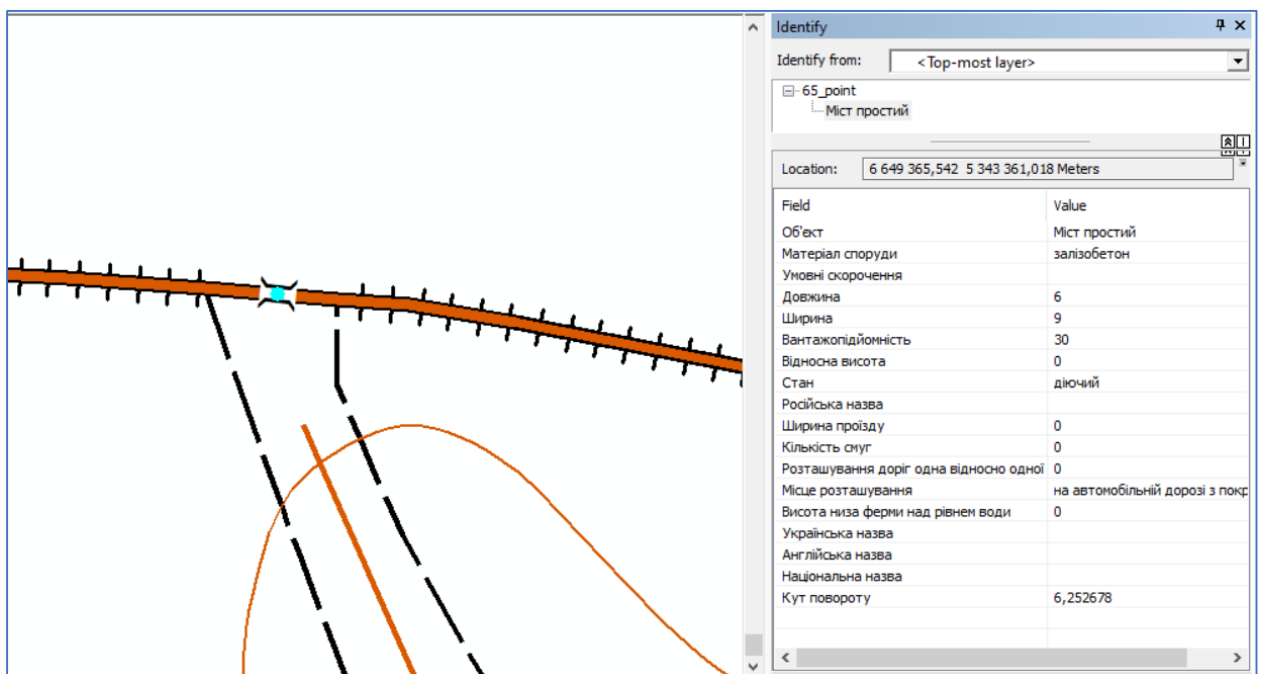 Identify
Identify from: <Top-most layer>
65_point
Міст простий
Location: 6 649 365,542 5 343 361,018 Meters
Field Value
Об'єкт Міст простий
Матеріал споруди залізобетон
Умовні скорочення
Довжина 6
Ширина 9
Вантажопідйомність 30
Відносна висота 0
Стан діючий
Російська назва
Ширина проїзду 0
Кількість смуг 0
Розташування доріг одна відносно одної 0
Місце розташування на автомобільній дорозі з покр
Висота низа ферми над рівнем води 0
Українська назва
Англійська назва
Національна назва
Кут повороту 6,252678